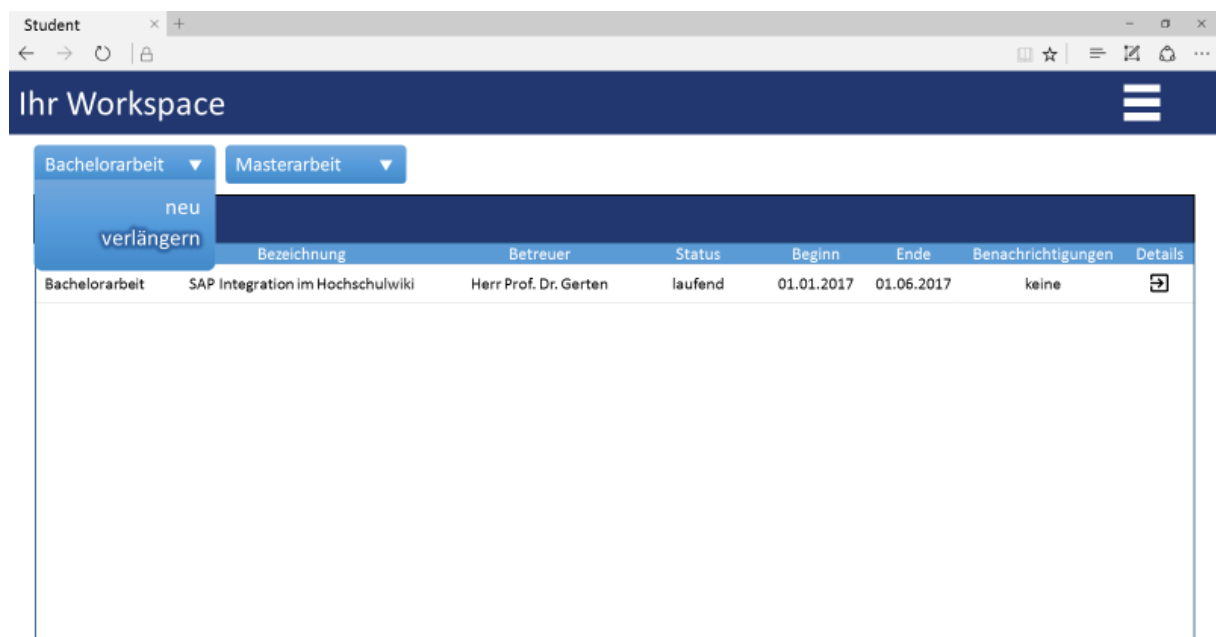 Student
Ihr Workspace
Bachelorarbeit Masterarbeit
neu
verlängern
Bezeichnung Betreuer Status Beginn Ende Benachrichtigungen Details
Bachelorarbeit SAP Integration im Hochschulwiki Herr Prof. Dr. Gerten laufend 01.01.2017 01.06.2017 keine